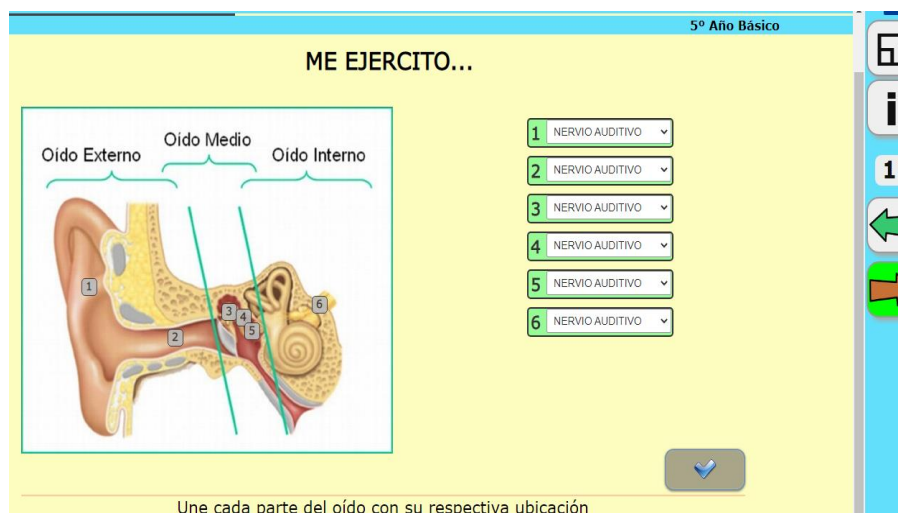 5º Año Básico
ME EJERCITO...
Oído Externo
Oído Medio
Oído Interno
1
2
3
4
5
6
1 NERVIO AUDITIVO
2 NERVIO AUDITIVO
3 NERVIO AUDITIVO
4 NERVIO AUDITIVO
5 NERVIO AUDITIVO
6 NERVIO AUDITIVO
Une cada parte del oído con su respectiva ubicación
i
1